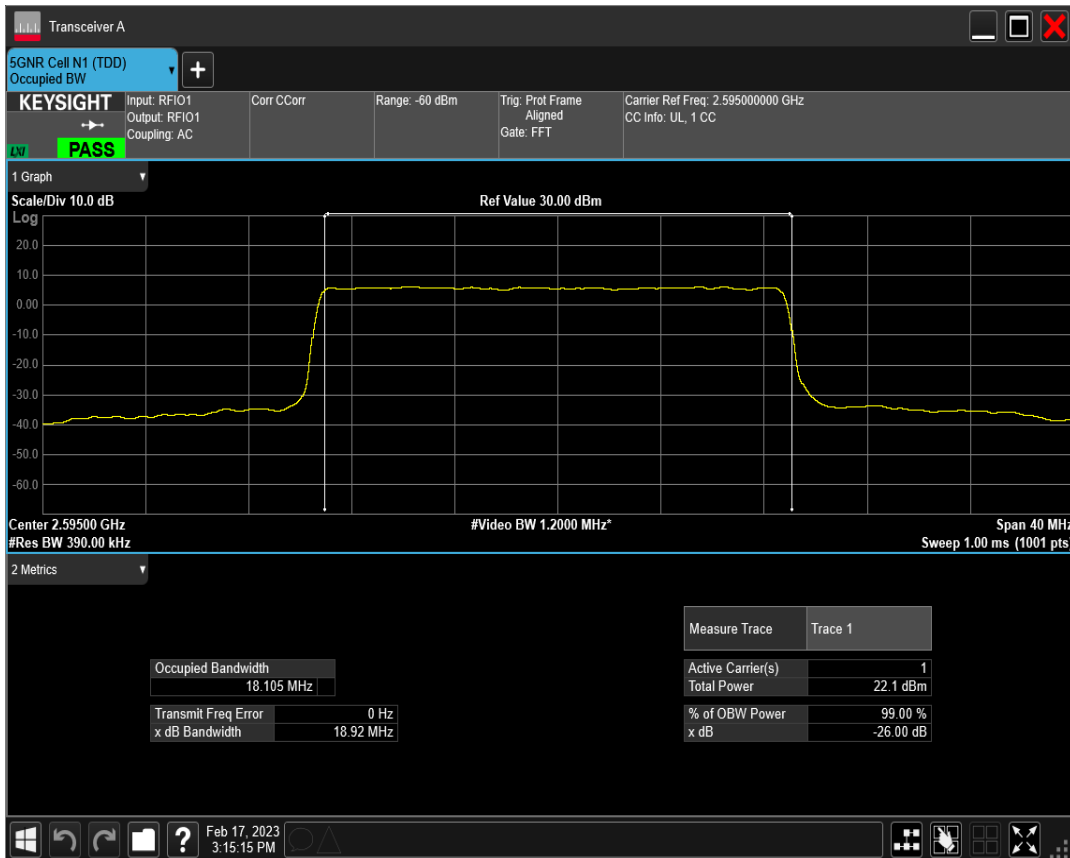 Transceiver A
5GNR Cell N1 (TDD)
Occupied BW
+
KEYSIGHT
LXI
PASS
Input: RFIO1
Output: RFIO1
Coupling: AC
Corr CCorr
Range: -60 dBm
Trig: Prot Frame
Aligned
Gate: FFT
Carrier Ref Freq: 2.595000000 GHz
CC Info: UL, 1 CC
1 Graph
Scale/Div 10.0 dB
Ref Value 30.00 dBm
Log
20.0
10.0
0.00
-10.0
-20.0
-30.0
-40.0
-50.0
-60.0
Center 2.59500 GHz
#Video BW 1.2000 MHz*
Span 40 MHz
#Res BW 390.00 kHz
Sweep 1.00 ms (1001 pts)
2 Metrics
Measure Trace
Trace 1
Occupied Bandwidth
18.105 MHz
Active Carrier(s)
1
Total Power
22.1 dBm
Transmit Freq Error
0 Hz
x dB Bandwidth
18.92 MHz
% of OBW Power
99.00 %
x dB
-26.00 dB
?
Feb 17, 2023
3:15:15 PM